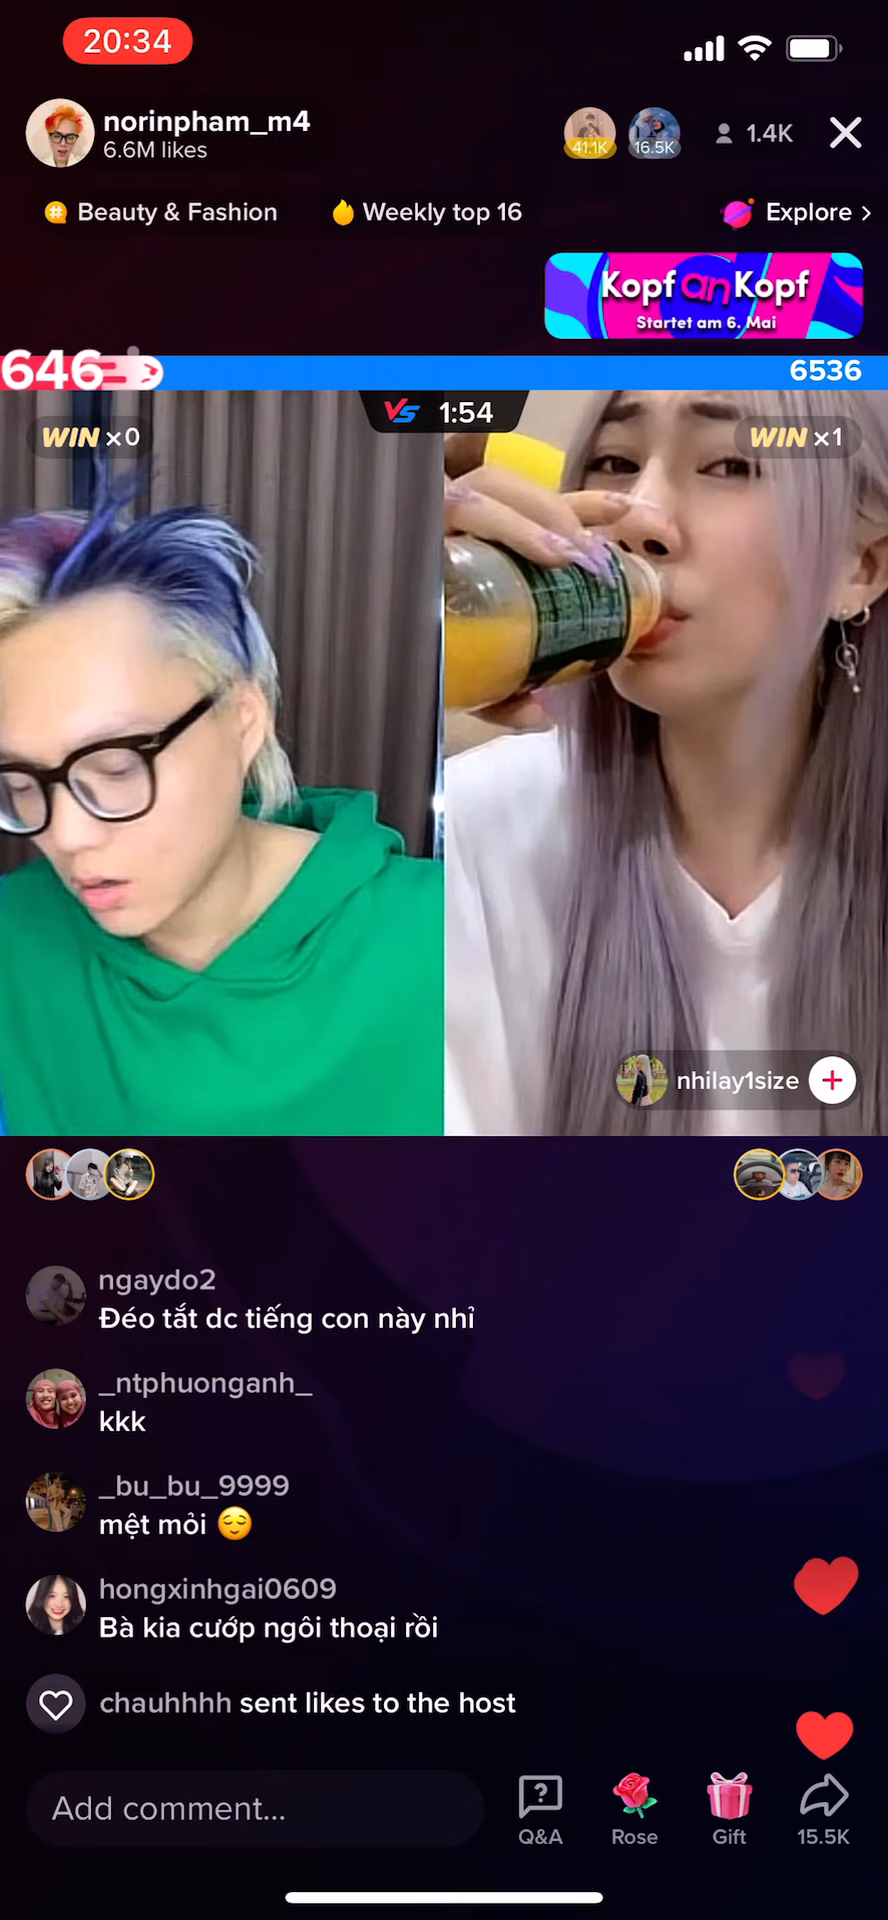 20:34
norinpham_m4
6.6M likes
41.1K
16.5K
1.4K
Beauty & Fashion
Weekly top 16
Explore
Kopf an Kopf
Startet am 6. Mai
646
6536
VS 1:54
WIN x0
WIN x1
nhilay1size
ngaydo2
Đéo tắt dc tiếng con này nhỉ
_ntphuonganh_
kkk
_bu_bu_9999
mệt mỏi 😌
hongxinhgai0609
Bà kia cướp ngôi thoại rồi
chauhhhh sent likes to the host
Add comment...
Q&A
Rose
Gift
15.5K